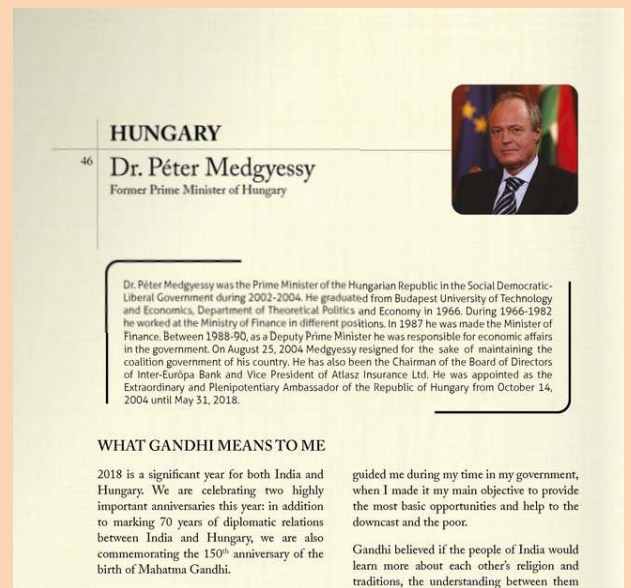 HUNGARY
46
Dr. Péter Medgyessy
Former Prime Minister of Hungary
Dr. Péter Medgyessy was the Prime Minister of the Hungarian Republic in the Social Democratic-
Liberal Government during 2002-2004. He graduated from Budapest University of Technology
and Economics, Department of Theoretical Politics and Economy in 1966. During 1966-1982
he worked at the Ministry of Finance in different positions. In 1987 he was made the Minister of
Finance. Between 1988-90, as a Deputy Prime Minister he was responsible for economic affairs
in the government. On August 25, 2004 Medgyessy resigned for the sake of maintaining the
coalition government of his country. He has also been the Chairman of the Board of Directors
of Inter-Európa Bank and Vice President of Atlasz Insurance Ltd. He was appointed as the
Extraordinary and Plenipotentiary Ambassador of the Republic of Hungary from October 14,
2004 until May 31, 2018.
WHAT GANDHI MEANS TO ME
2018 is a significant year for both India and
Hungary. We are celebrating two highly
important anniversaries this year: in addition
to marking 70 years of diplomatic relations
between India and Hungary, we are also
commemorating the 150th anniversary of the
birth of Mahatma Gandhi.
guided me during my time in my government,
when I made it my main objective to provide
the most basic opportunities and help to the
downcast and the poor.
Gandhi believed if the people of India would
learn more about each other's religion and
traditions, the understanding between them